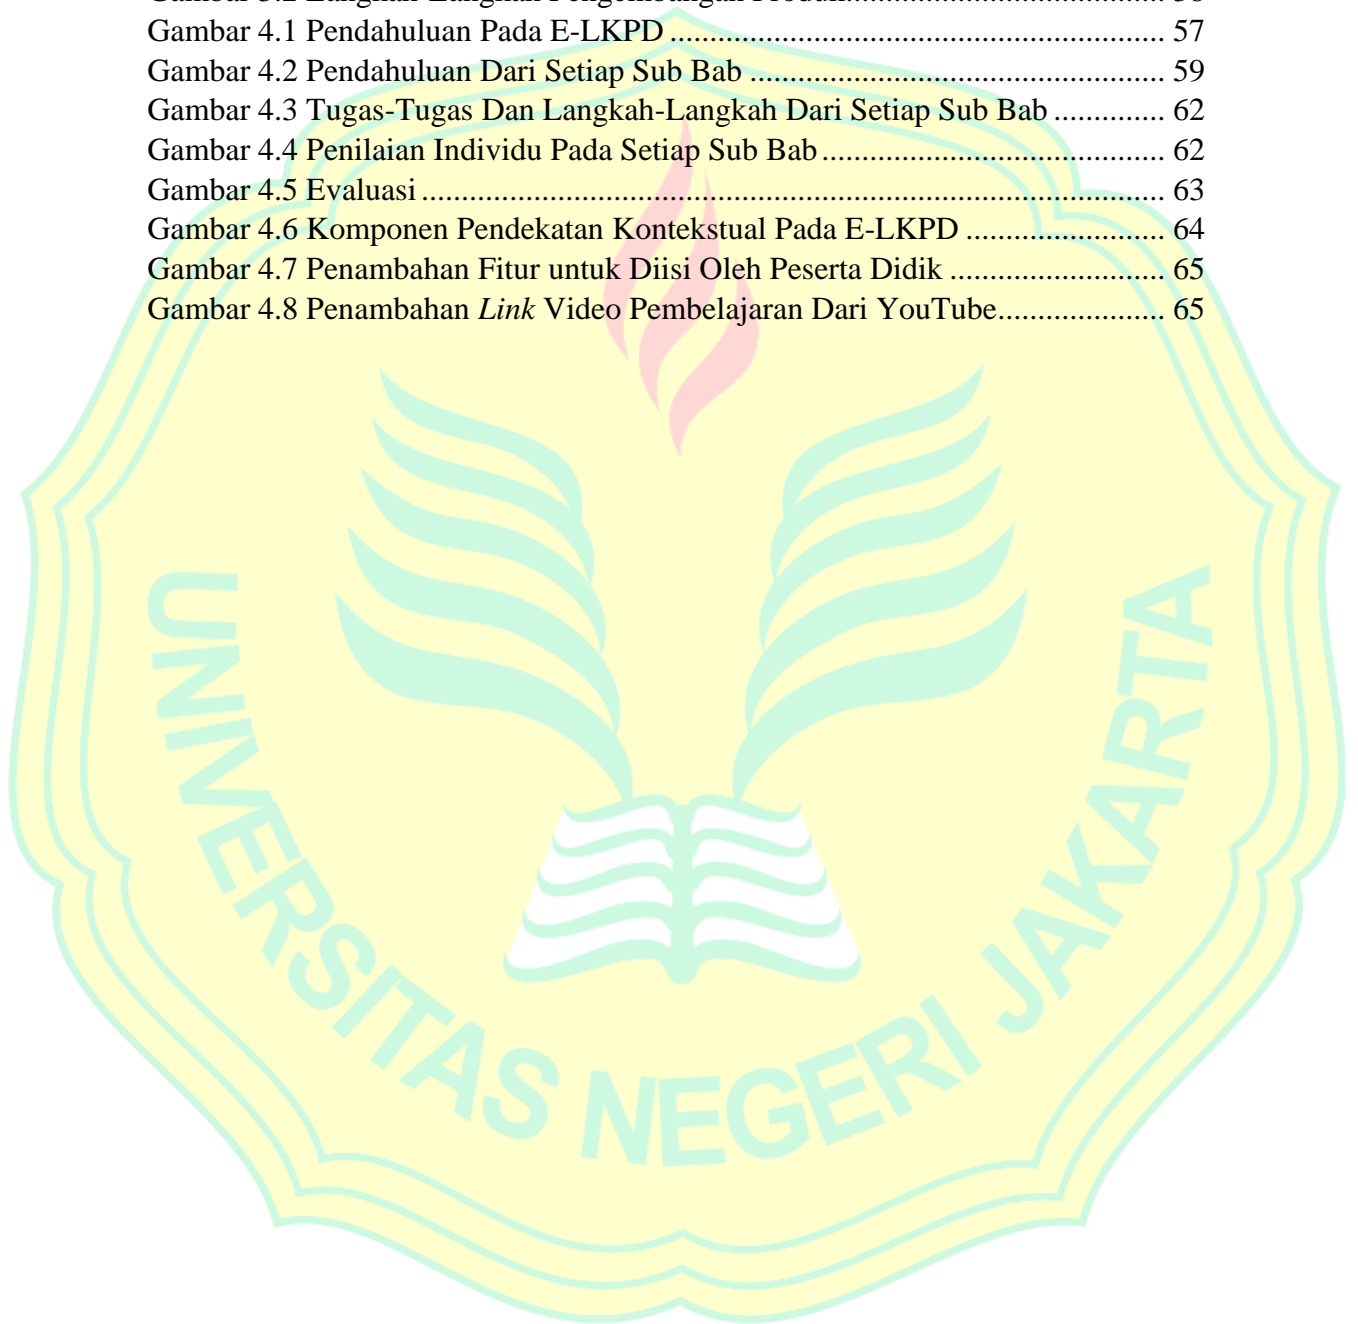 Gambar 4.1 Pendahuluan Pada E-LKPD ............................................................. 57
Gambar 4.2 Pendahuluan Dari Setiap Sub Bab .................................................... 59
Gambar 4.3 Tugas-Tugas Dan Langkah-Langkah Dari Setiap Sub Bab .............. 62
Gambar 4.4 Penilaian Individu Pada Setiap Sub Bab ........................................... 62
Gambar 4.5 Evaluasi ............................................................................................. 63
Gambar 4.6 Komponen Pendekatan Kontekstual Pada E-LKPD ......................... 64
Gambar 4.7 Penambahan Fitur untuk Diisi Oleh Peserta Didik ........................... 65
Gambar 4.8 Penambahan Link Video Pembelajaran Dari YouTube..................... 65
UNIVERSITAS NEGERI JAKARTA